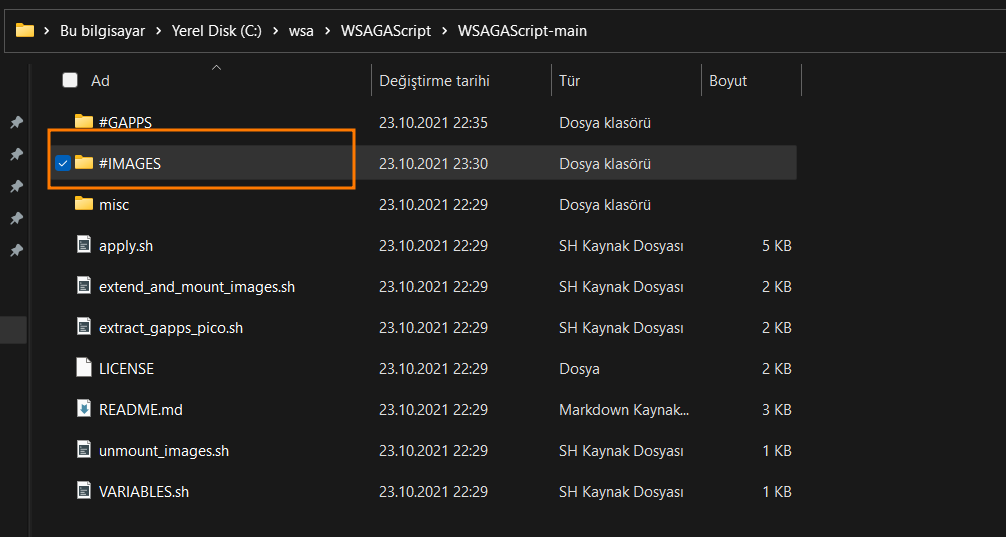 Bu bilgisayar > Yerel Disk (C:) > wsa > WSAGAScript > WSAGAScript-main
Ad Değiştirme tarihi Tür Boyut
#GAPPS 23.10.2021 22:35 Dosya klasörü
#IMAGES 23.10.2021 23:30 Dosya klasörü
misc 23.10.2021 22:29 Dosya klasörü
apply.sh 23.10.2021 22:29 SH Kaynak Dosyası 5 KB
extend_and_mount_images.sh 23.10.2021 22:29 SH Kaynak Dosyası 2 KB
extract_gapps_pico.sh 23.10.2021 22:29 SH Kaynak Dosyası 2 KB
LICENSE 23.10.2021 22:29 Dosya 2 KB
README.md 23.10.2021 22:29 Markdown Kaynak... 3 KB
unmount_images.sh 23.10.2021 22:29 SH Kaynak Dosyası 1 KB
VARIABLES.sh 23.10.2021 22:29 SH Kaynak Dosyası 1 KB